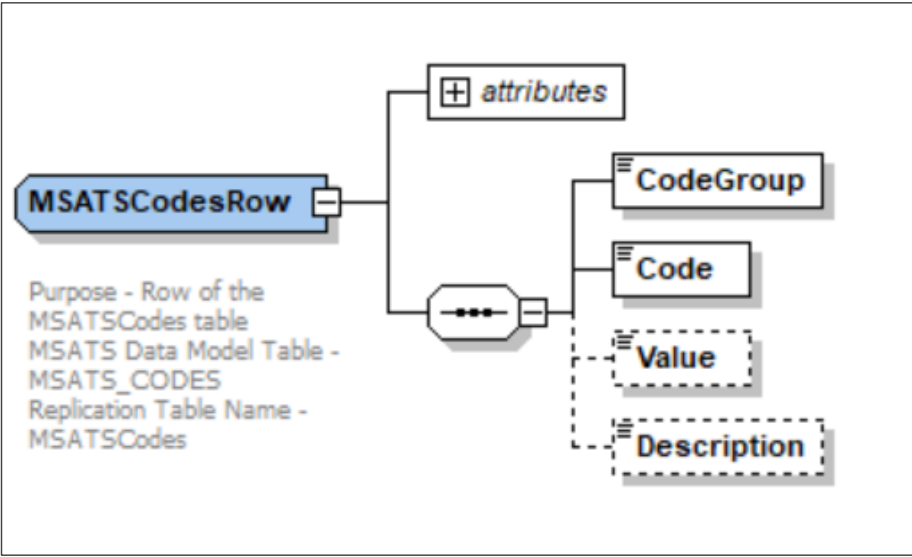 attributes
MSATSCodesRow
CodeGroup
Code
Value
Description
Purpose - Row of the
MSATSCodes table
MSATS Data Model Table -
MSATS_CODES
Replication Table Name -
MSATSCodes